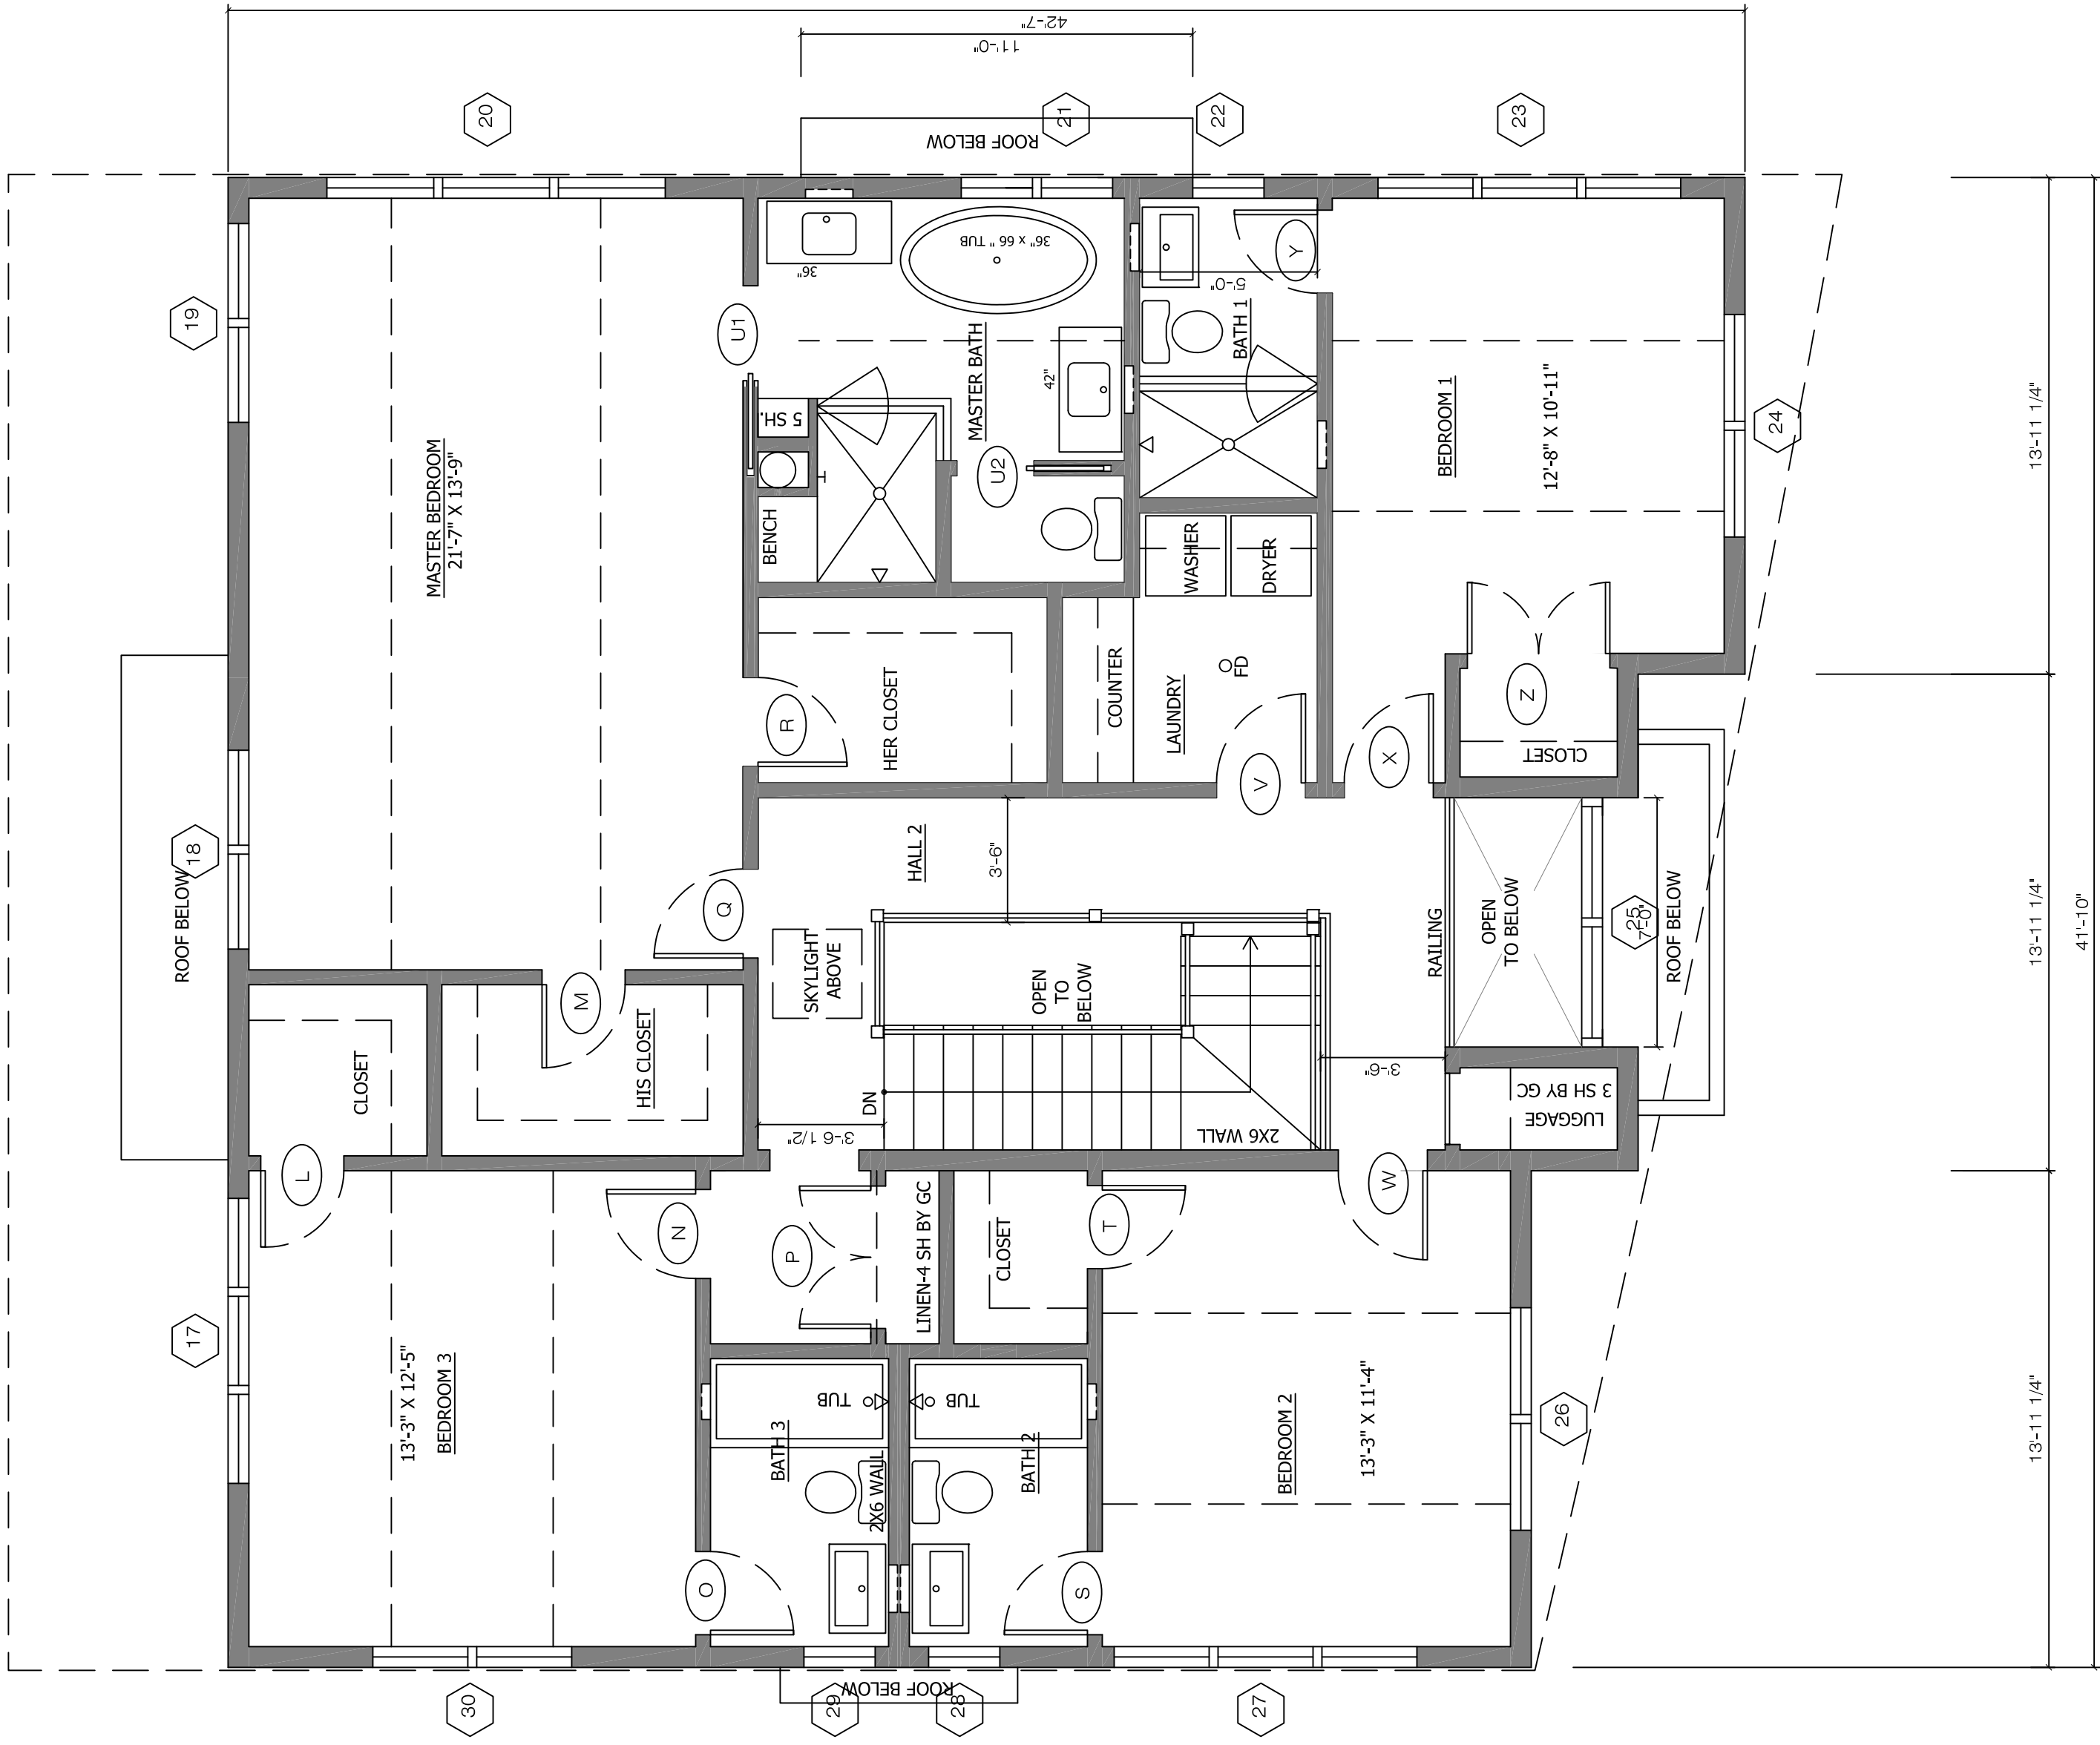 42'-7"
11'-0"
20
21
22
23
ROOF BELOW
19
36"
36" x 66 " TUB
5'-0"
Y
U1
MASTER BATH
BATH 1
42"
5 SH.
U2
BENCH
MASTER BEDROOM
21'-7" X 13'-9"
BEDROOM 1
12'-8" X 10'-11"
24
13'-11 1/4"
WASHER
DRYER
R
HER CLOSET
COUNTER
LAUNDRY
FD
V
X
Z
CLOSET
18
ROOF BELOW
Q
HALL 2
3'-6"
SKYLIGHT
ABOVE
OPEN
TO
BELOW
RAILING
OPEN
TO BELOW
25
7'-0"
ROOF BELOW
13'-11 1/4"
41'-10"
M
CLOSET
HIS CLOSET
DN
3'-6 1/2"
3'-6"
2X6 WALL
LUGGAGE
3 SH BY GC
L
N
P
LINEN-4 SH BY GC
CLOSET
T
W
17
13'-3" X 12'-5"
BEDROOM 3
TUB
TUB
BATH 3
2X6 WALL
BATH 2
BEDROOM 2
13'-3" X 11'-4"
26
13'-11 1/4"
O
S
ROOF BELOW
30
29
28
27